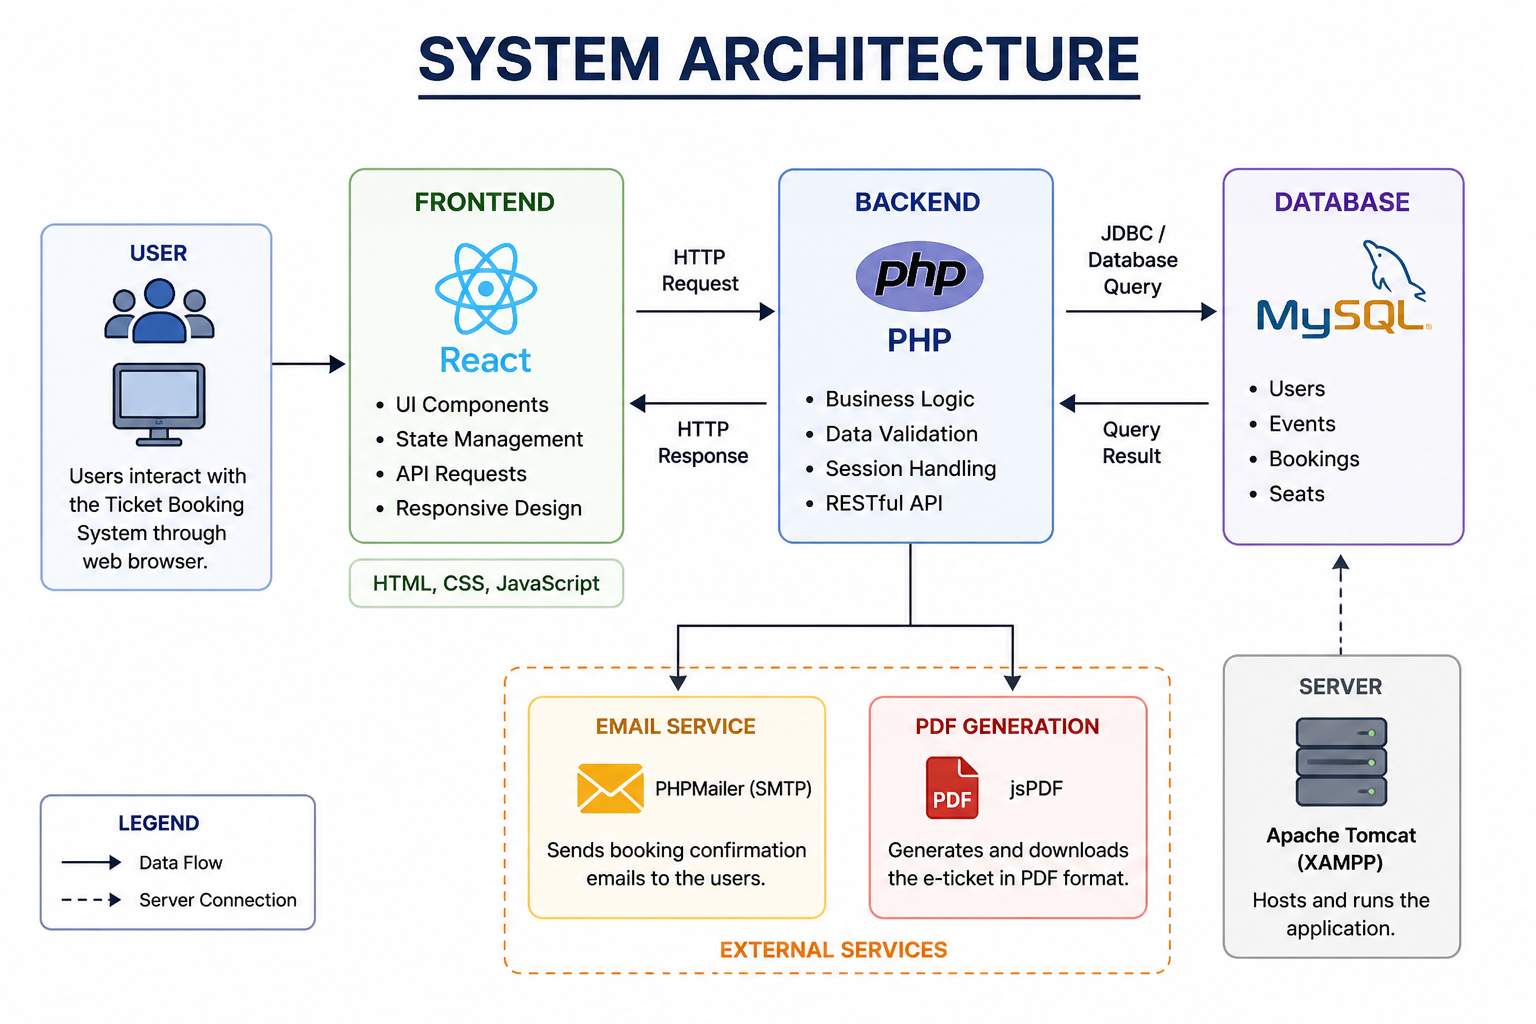 SYSTEM ARCHITECTURE
USER
Users interact with
the Ticket Booking
System through
web browser.
FRONTEND
React
• UI Components
• State Management
• API Requests
• Responsive Design
HTML, CSS, JavaScript
HTTP
Request
HTTP
Response
BACKEND
php
PHP
• Business Logic
• Data Validation
• Session Handling
• RESTful API
JDBC /
Database
Query
Query
Result
DATABASE
MySQL
• Users
• Events
• Bookings
• Seats
EMAIL SERVICE
PHPMailer (SMTP)
Sends booking confirmation
emails to the users.
PDF GENERATION
PDF
jsPDF
Generates and downloads
the e-ticket in PDF format.
EXTERNAL SERVICES
SERVER
Apache Tomcat
(XAMPP)
Hosts and runs the
application.
LEGEND
Data Flow
Server Connection